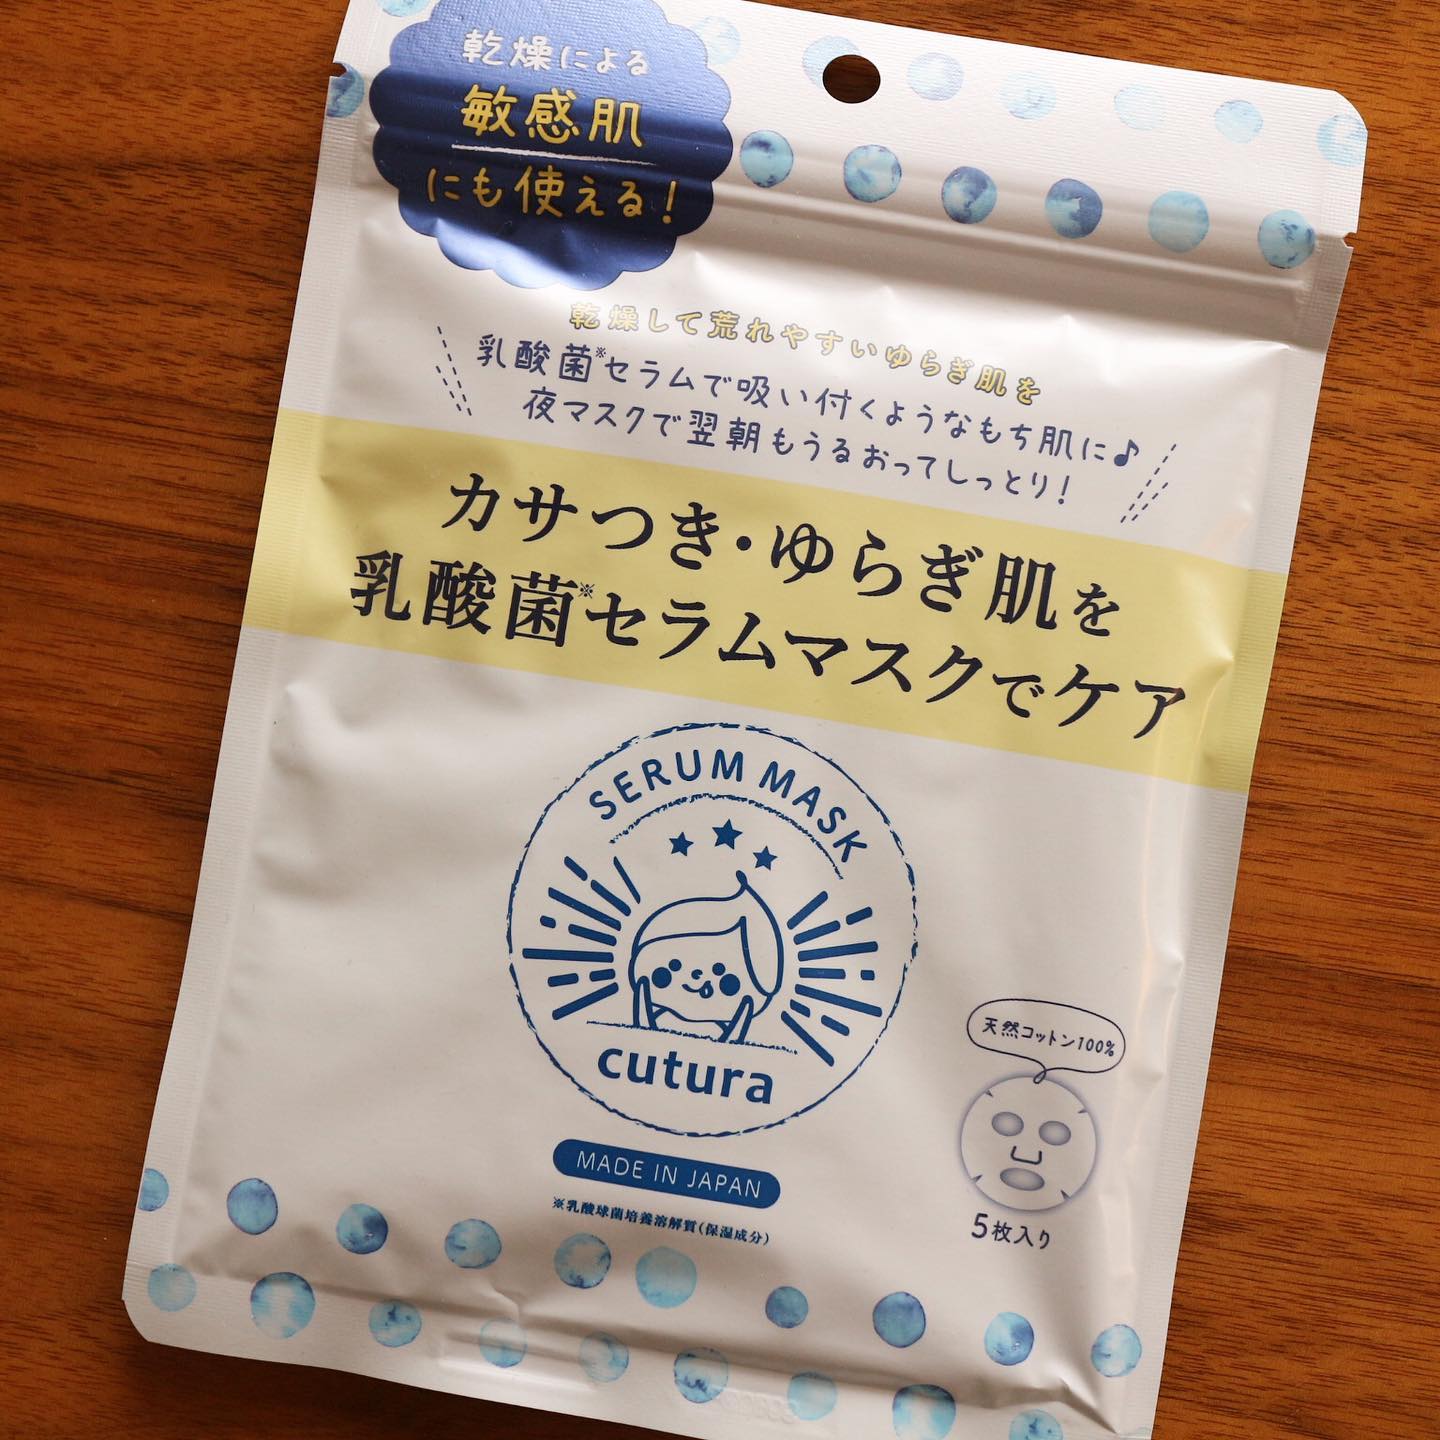 乾燥による
敏感肌
にも使える!
乾燥して荒れやすいゆらぎ肌を
乳酸菌※セラムで吸い付くようなもち肌に♪
夜マスクで翌朝もうるおってしっとり!
カサつき・ゆらぎ肌を
乳酸菌※セラムマスクでケア
SERUM MASK
cutura
天然コットン100%
5枚入り
MADE IN JAPAN
※乳酸球菌培養溶解質(保湿成分)